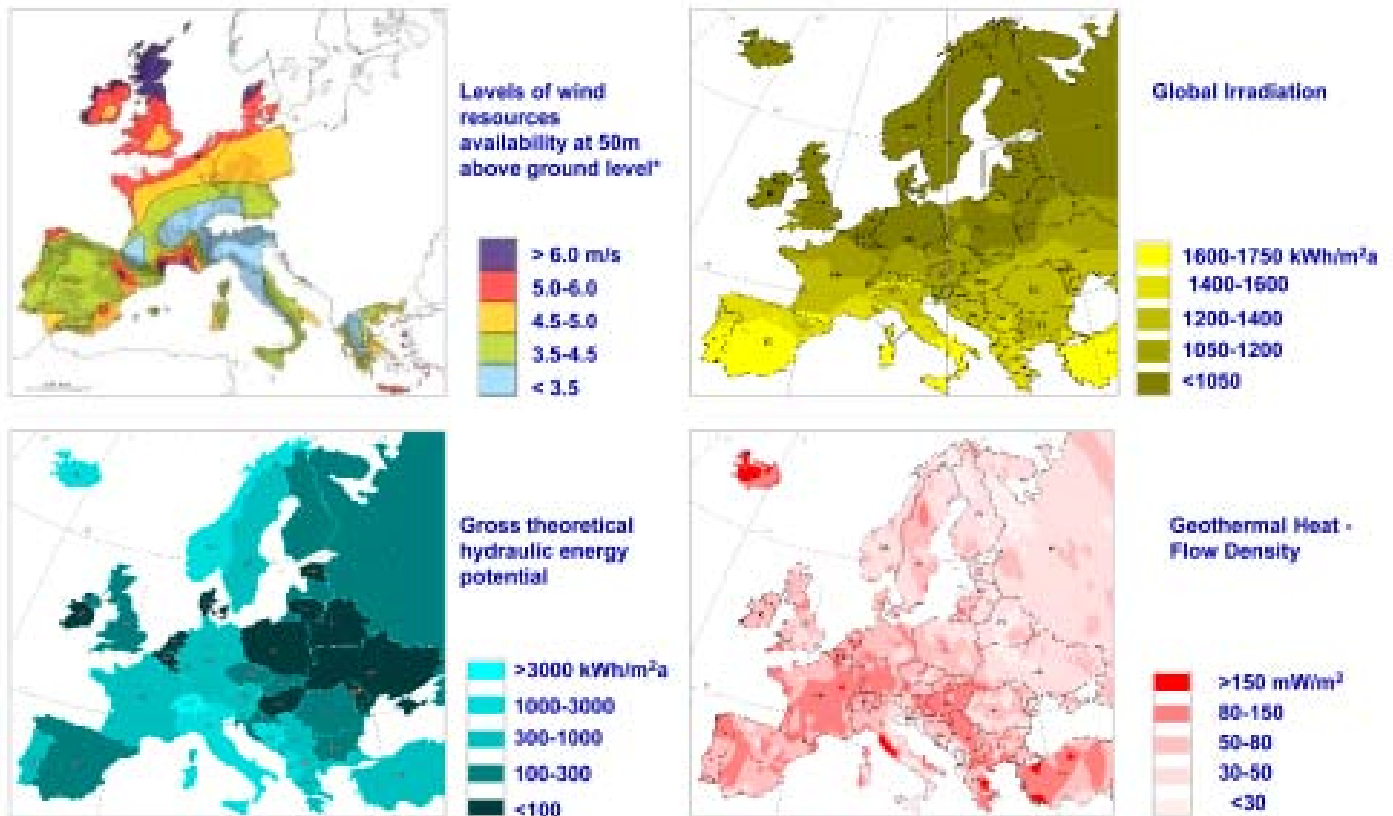 Levels of wind
resources
availability at 50m
above ground level*
> 6.0 m/s
5.0-6.0
4.5-5.0
3.5-4.5
< 3.5
Global Irradiation
1600-1750 kWh/m²a
1400-1600
1200-1400
1050-1200
<1050
Gross theoretical
hydraulic energy
potential
>3000 kWh/m²a
1000-3000
300-1000
100-300
<100
Geothermal Heat -
Flow Density
>150 mW/m²
80-150
50-80
30-50
<30